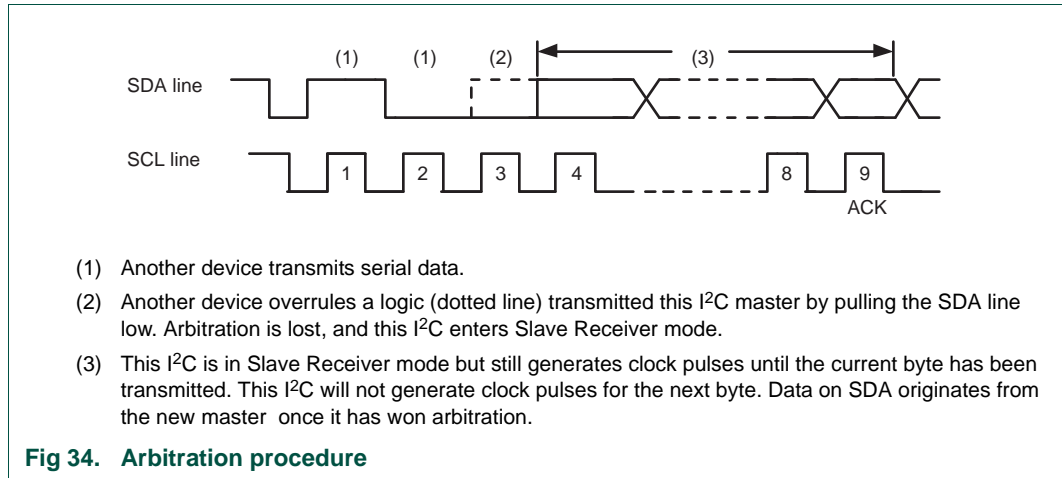 (1) (1) (2) (3)
SDA line
SCL line
1 2 3 4 8 9
ACK
(1) Another device transmits serial data.
(2) Another device overrules a logic (dotted line) transmitted this I2C master by pulling the SDA line
low. Arbitration is lost, and this I2C enters Slave Receiver mode.
(3) This I2C is in Slave Receiver mode but still generates clock pulses until the current byte has been
transmitted. This I2C will not generate clock pulses for the next byte. Data on SDA originates from
the new master once it has won arbitration.
Fig 34. Arbitration procedure